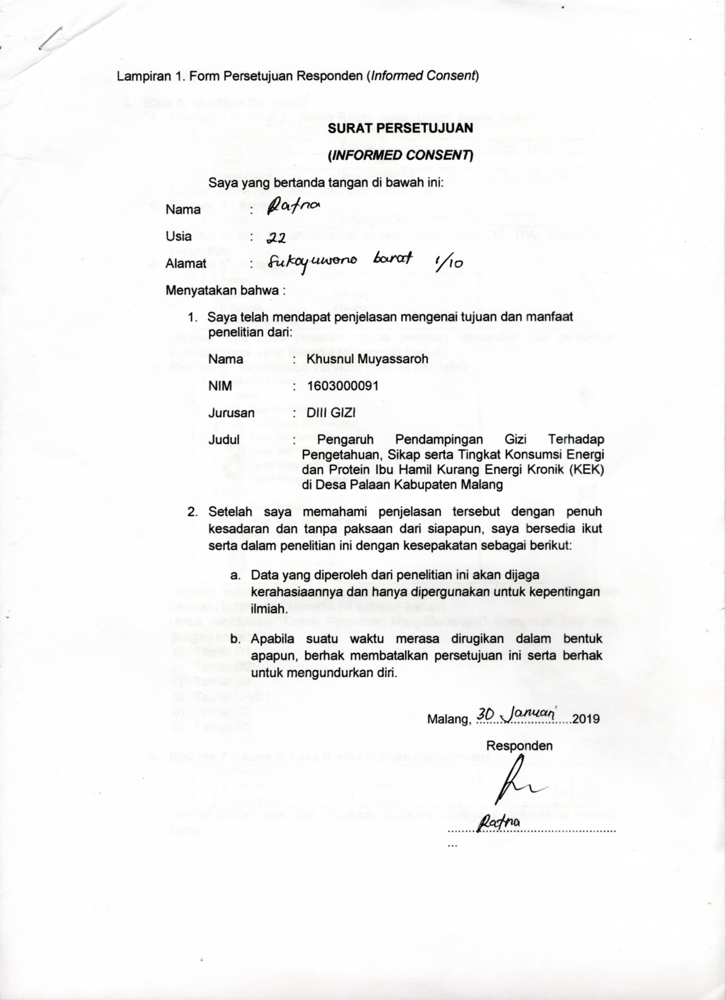 Lampiran 1. Form Persetujuan Responden (Informed Consent)
SURAT PERSETUJUAN
(INFORMED CONSENT)
Saya yang bertanda tangan di bawah ini:
Nama : Ratna
Usia : 22
Alamat : Sukoyuwono barat 1/10
Menyatakan bahwa :
1. Saya telah mendapat penjelasan mengenai tujuan dan manfaat
penelitian dari:
Nama : Khusnul Muyassaroh
NIM : 1603000091
Jurusan : DIII GIZI
Judul : Pengaruh Pendampingan Gizi Terhadap
Pengetahuan, Sikap serta Tingkat Konsumsi Energi
dan Protein Ibu Hamil Kurang Energi Kronik (KEK)
di Desa Palaan Kabupaten Malang
2. Setelah saya memahami penjelasan tersebut dengan penuh
kesadaran dan tanpa paksaan dari siapapun, saya bersedia ikut
serta dalam penelitian ini dengan kesepakatan sebagai berikut:
a. Data yang diperoleh dari penelitian ini akan dijaga
kerahasiaannya dan hanya dipergunakan untuk kepentingan
ilmiah.
b. Apabila suatu waktu merasa dirugikan dalam bentuk
apapun, berhak membatalkan persetujuan ini serta berhak
untuk mengundurkan diri.
Malang, 30 Januari 2019
Responden
Ratna
...